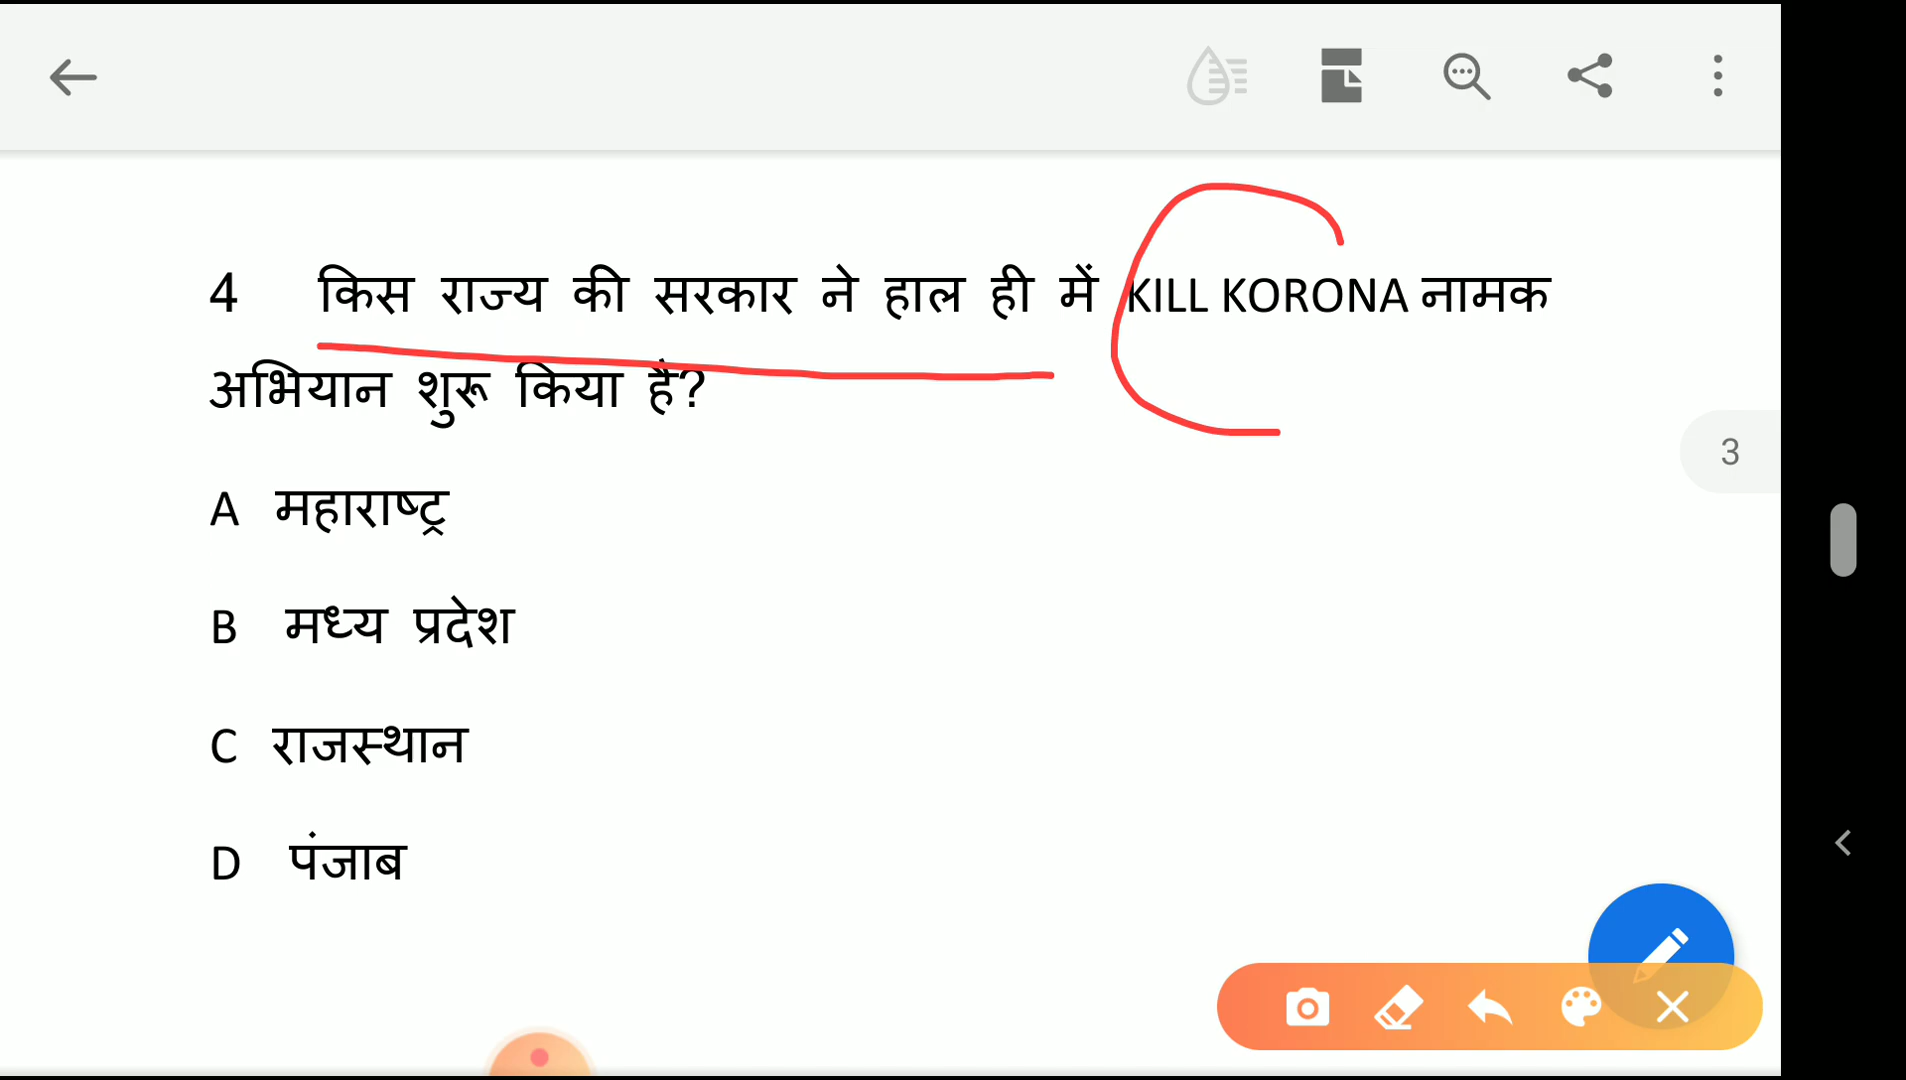 4 किस राज्य की सरकार ने हाल ही में KILL KORONA नामक
अभियान शुरू किया है?
3
A महाराष्ट्र
B मध्य प्रदेश
C राजस्थान
D पंजाब